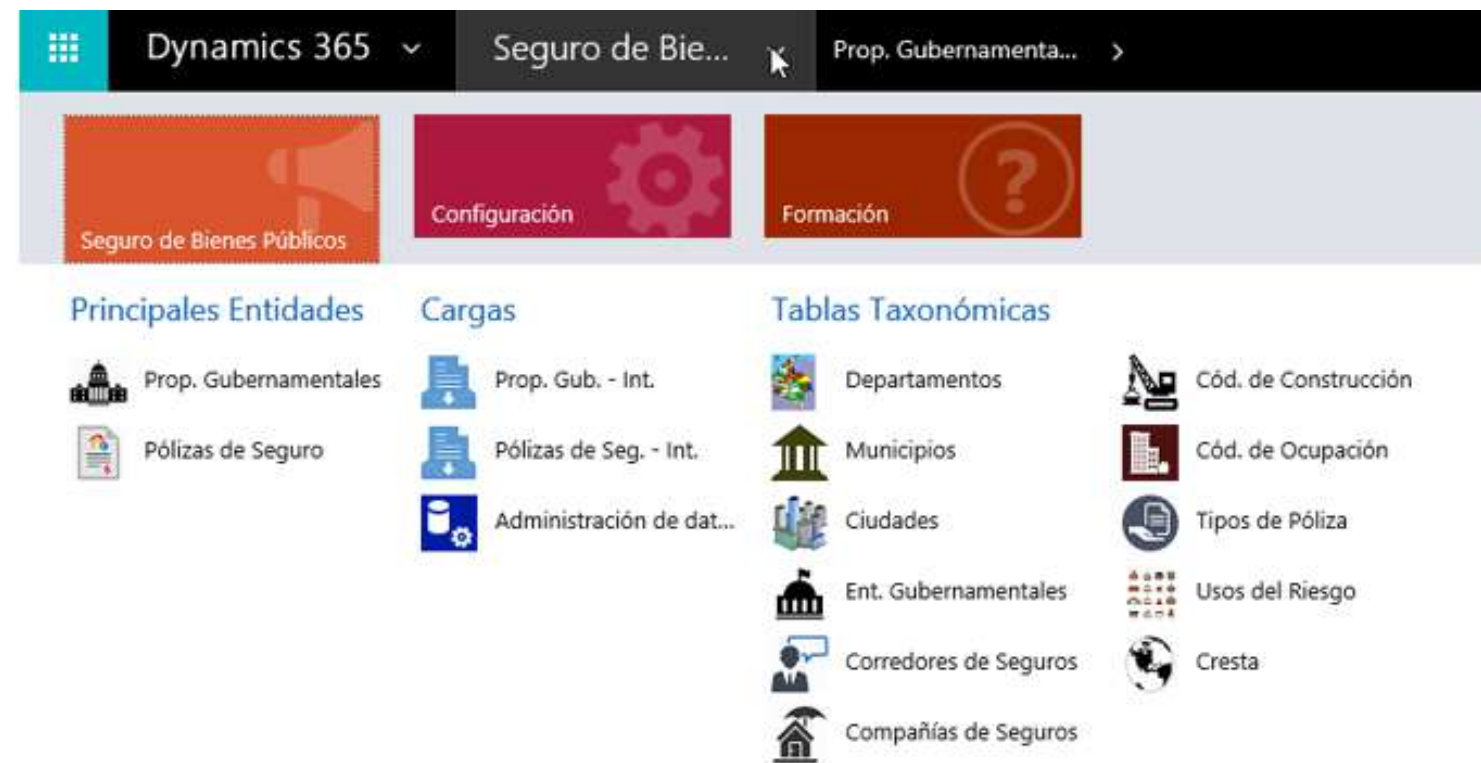 Dynamics 365
Seguro de Bie...
Prop. Gubernamenta...
Seguro de Bienes Públicos
Configuración
Formación
Principales Entidades
Prop. Gubernamentales
Pólizas de Seguro
Cargas
Prop. Gub. - Int.
Pólizas de Seg. - Int.
Administración de dat...
Tablas Taxonómicas
Departamentos
Municipios
Ciudades
Ent. Gubernamentales
Corredores de Seguros
Compañías de Seguros
Cód. de Construcción
Cód. de Ocupación
Tipos de Póliza
Usos del Riesgo
Cresta